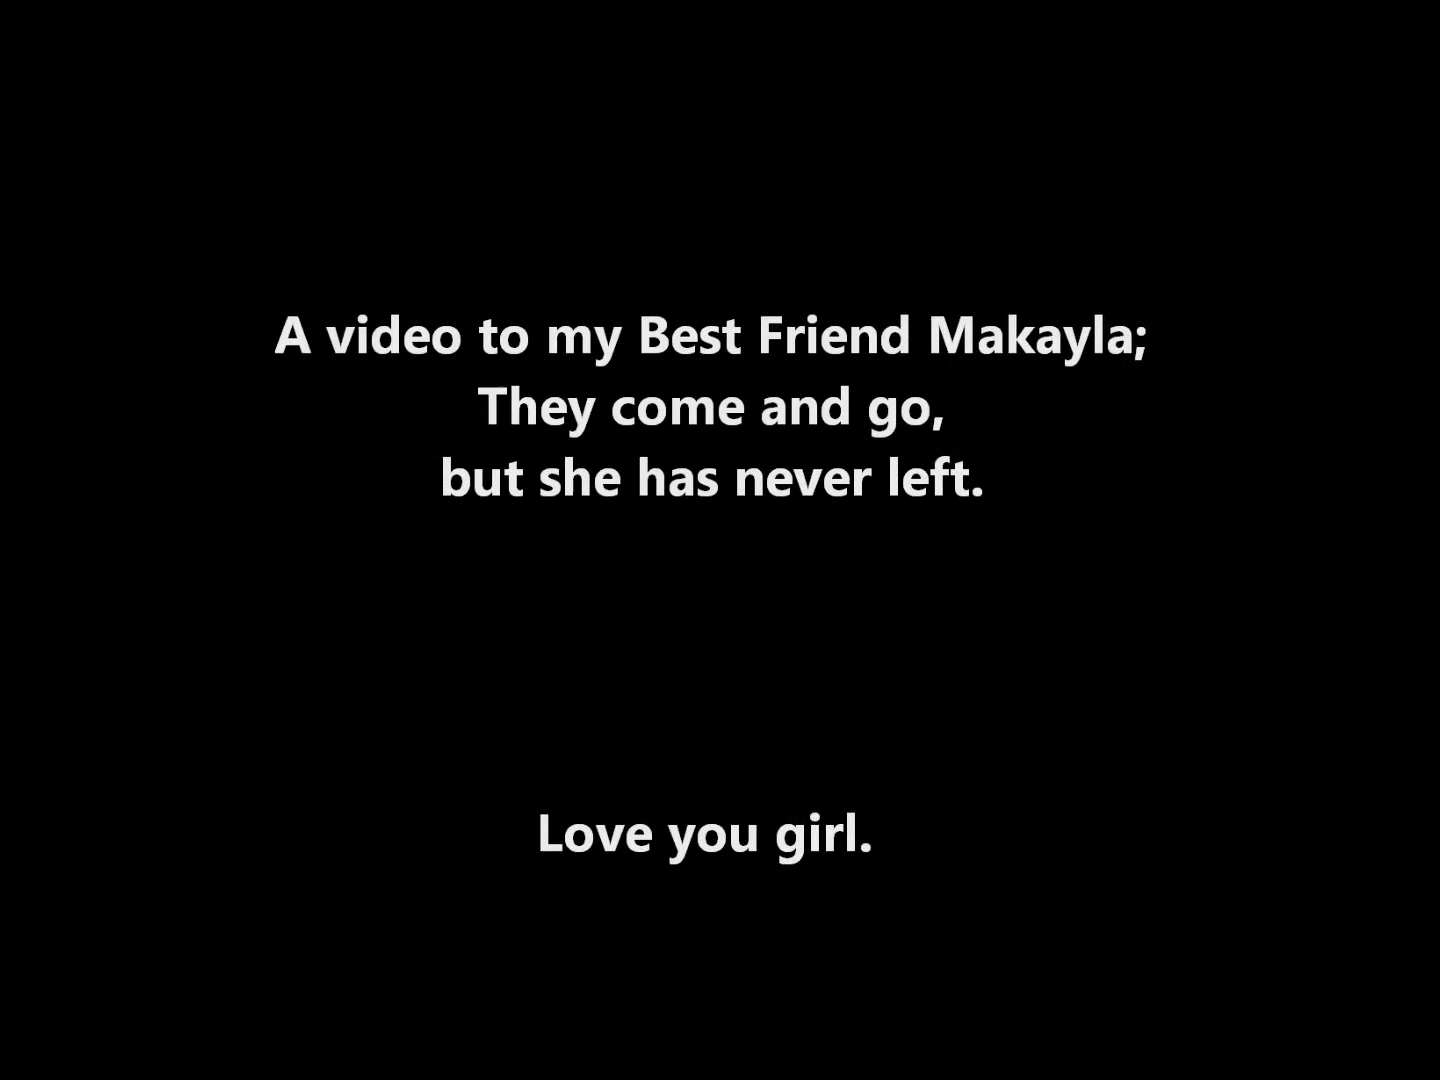 A video to my Best Friend Makayla;
They come and go,
but she has never left.
Love you girl.